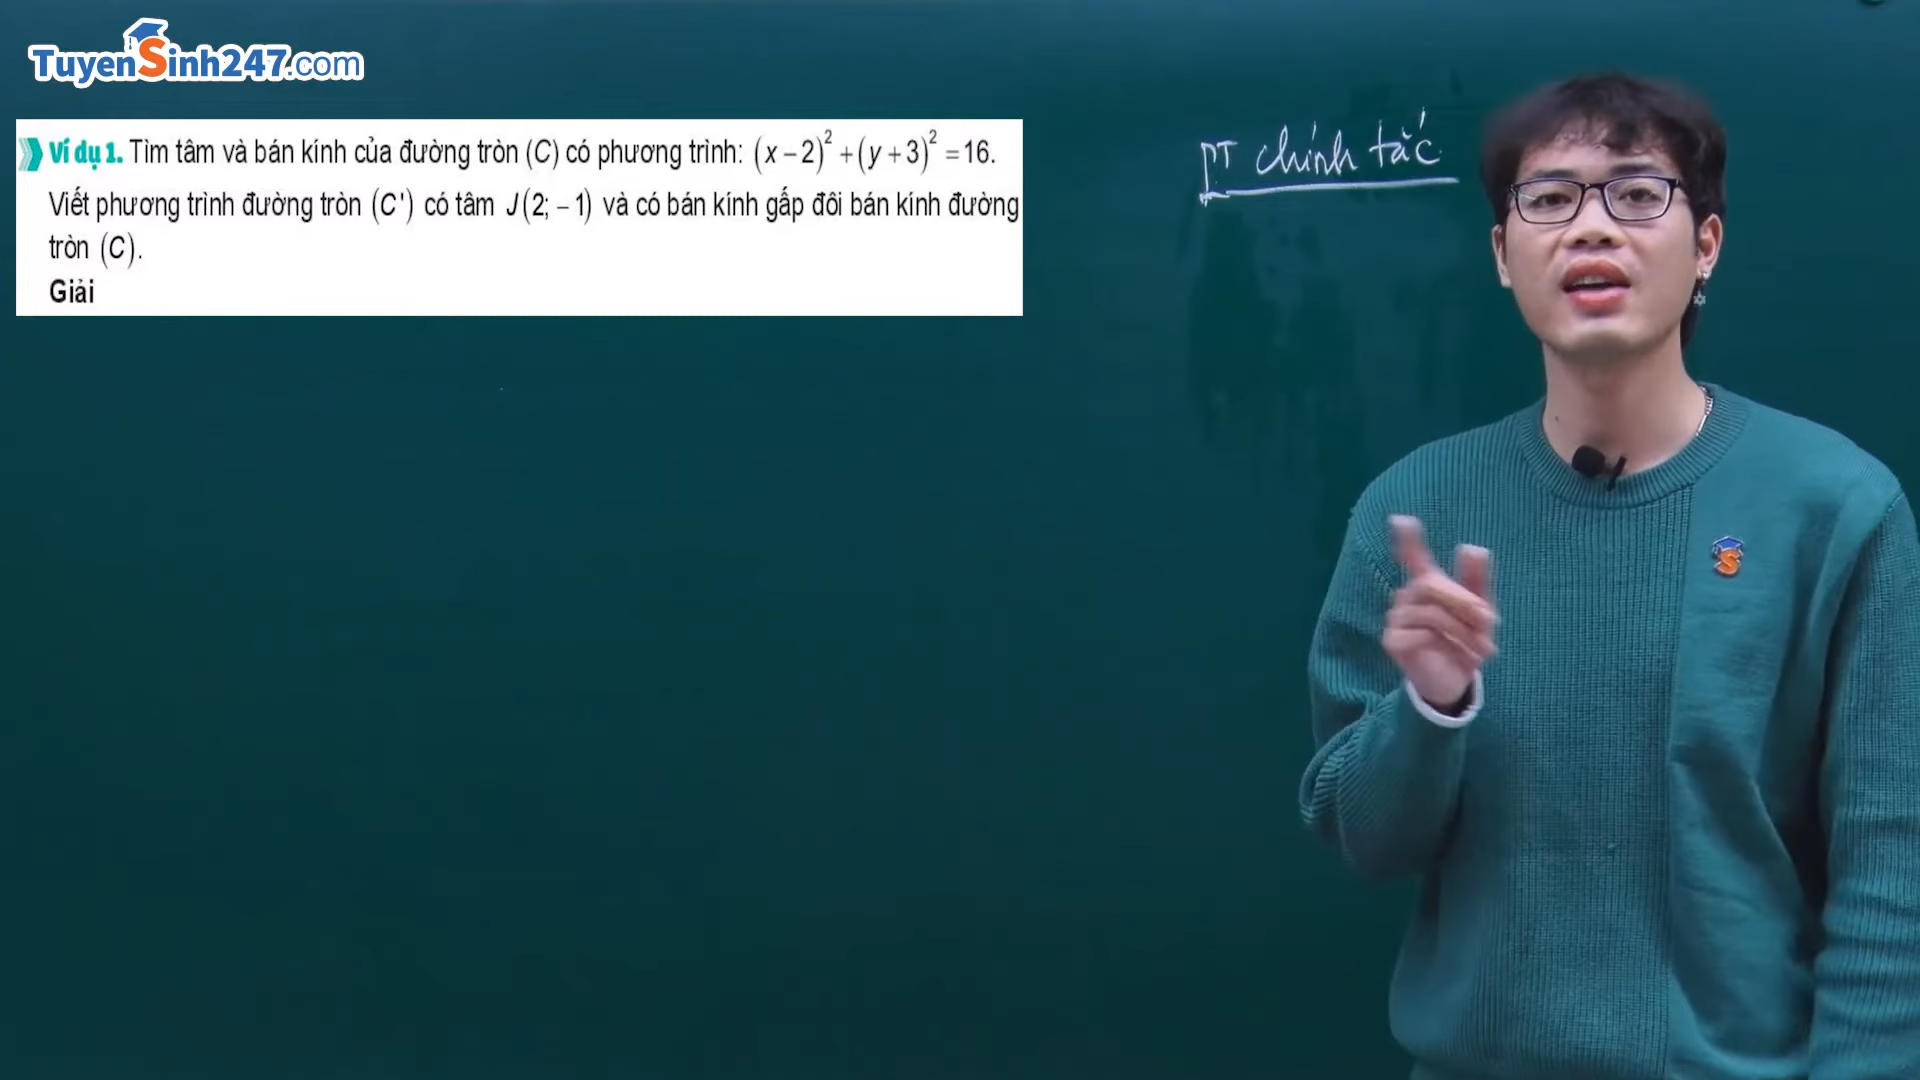 TuyenSinh247.com
Ví dụ 1. Tìm tâm và bán kính của đường tròn (C) có phương trình: (x − 2)² + (y + 3)² = 16.
Viết phương trình đường tròn (C') có tâm J(2; − 1) và có bán kính gấp đôi bán kính đường
tròn (C).
Giải
PT chính tắc
S